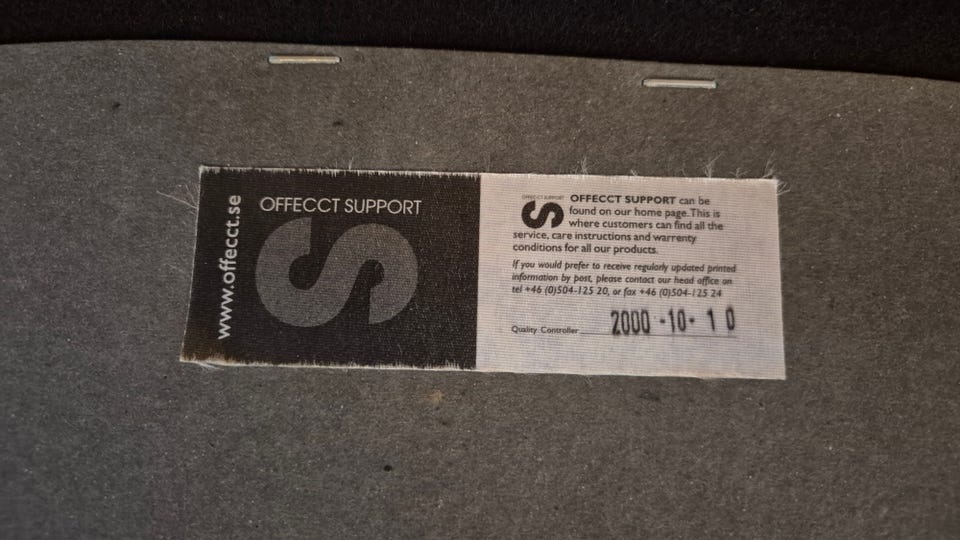 www.offecct.se
OFFECCT SUPPORT
OFFECCT SUPPORT
OFFECCT SUPPORT can be
found on our home page. This is
where customers can find all the
service, care instructions and warrenty
conditions for all our products.
If you would prefer to receive regularly updated printed
information by post, please contact our head office on
tel +46 (0)504-125 20, or fax +46 (0)504-125 24
Quality Controller 2000 -10- 10